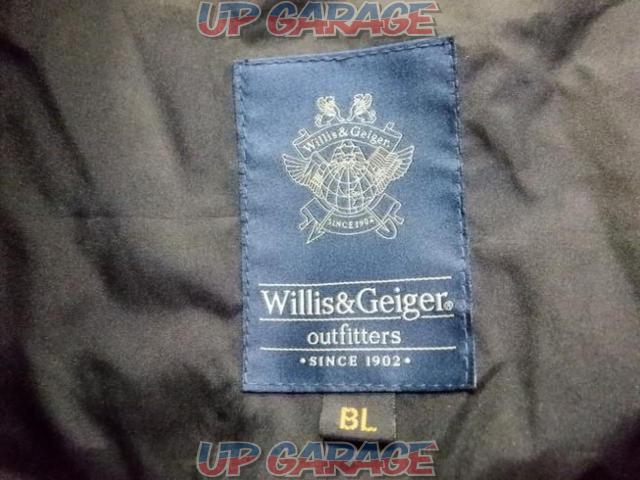 UP GARAGE
Willis & Geiger.
SINCE 1902
Willis&Geiger®
outfitters
• SINCE 1902 •
BL
UP GARAGE